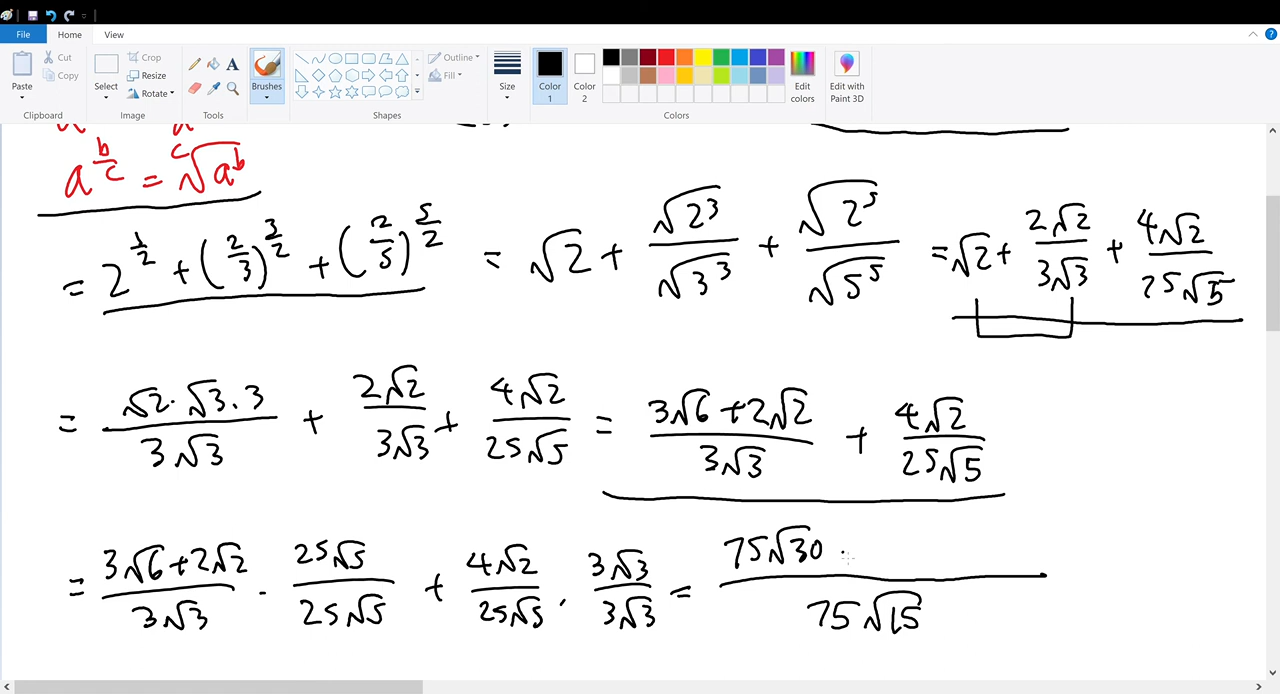 File Home View
Paste Cut Copy Select Crop Resize Rotate Brushes Size Outline Fill Color 1 Color 2 Edit colors Edit with Paint 3D
Clipboard Image Tools Shapes Colors
a^(b/c) = ᶜ√a^b
= 2^(1/2) + (2/3)^(3/2) + (2/5)^(5/2) = √2 + √2³/√3³ + √2⁵/√5⁵ = √2 + 2√2/3√3 + 4√2/25√5
= √2·√3·3/3√3 + 2√2/3√3 + 4√2/25√5 = 3√6+2√2/3√3 + 4√2/25√5
= 3√6+2√2/3√3 · 25√5/25√5 + 4√2/25√5 · 3√3/3√3 = 75√30/75√15